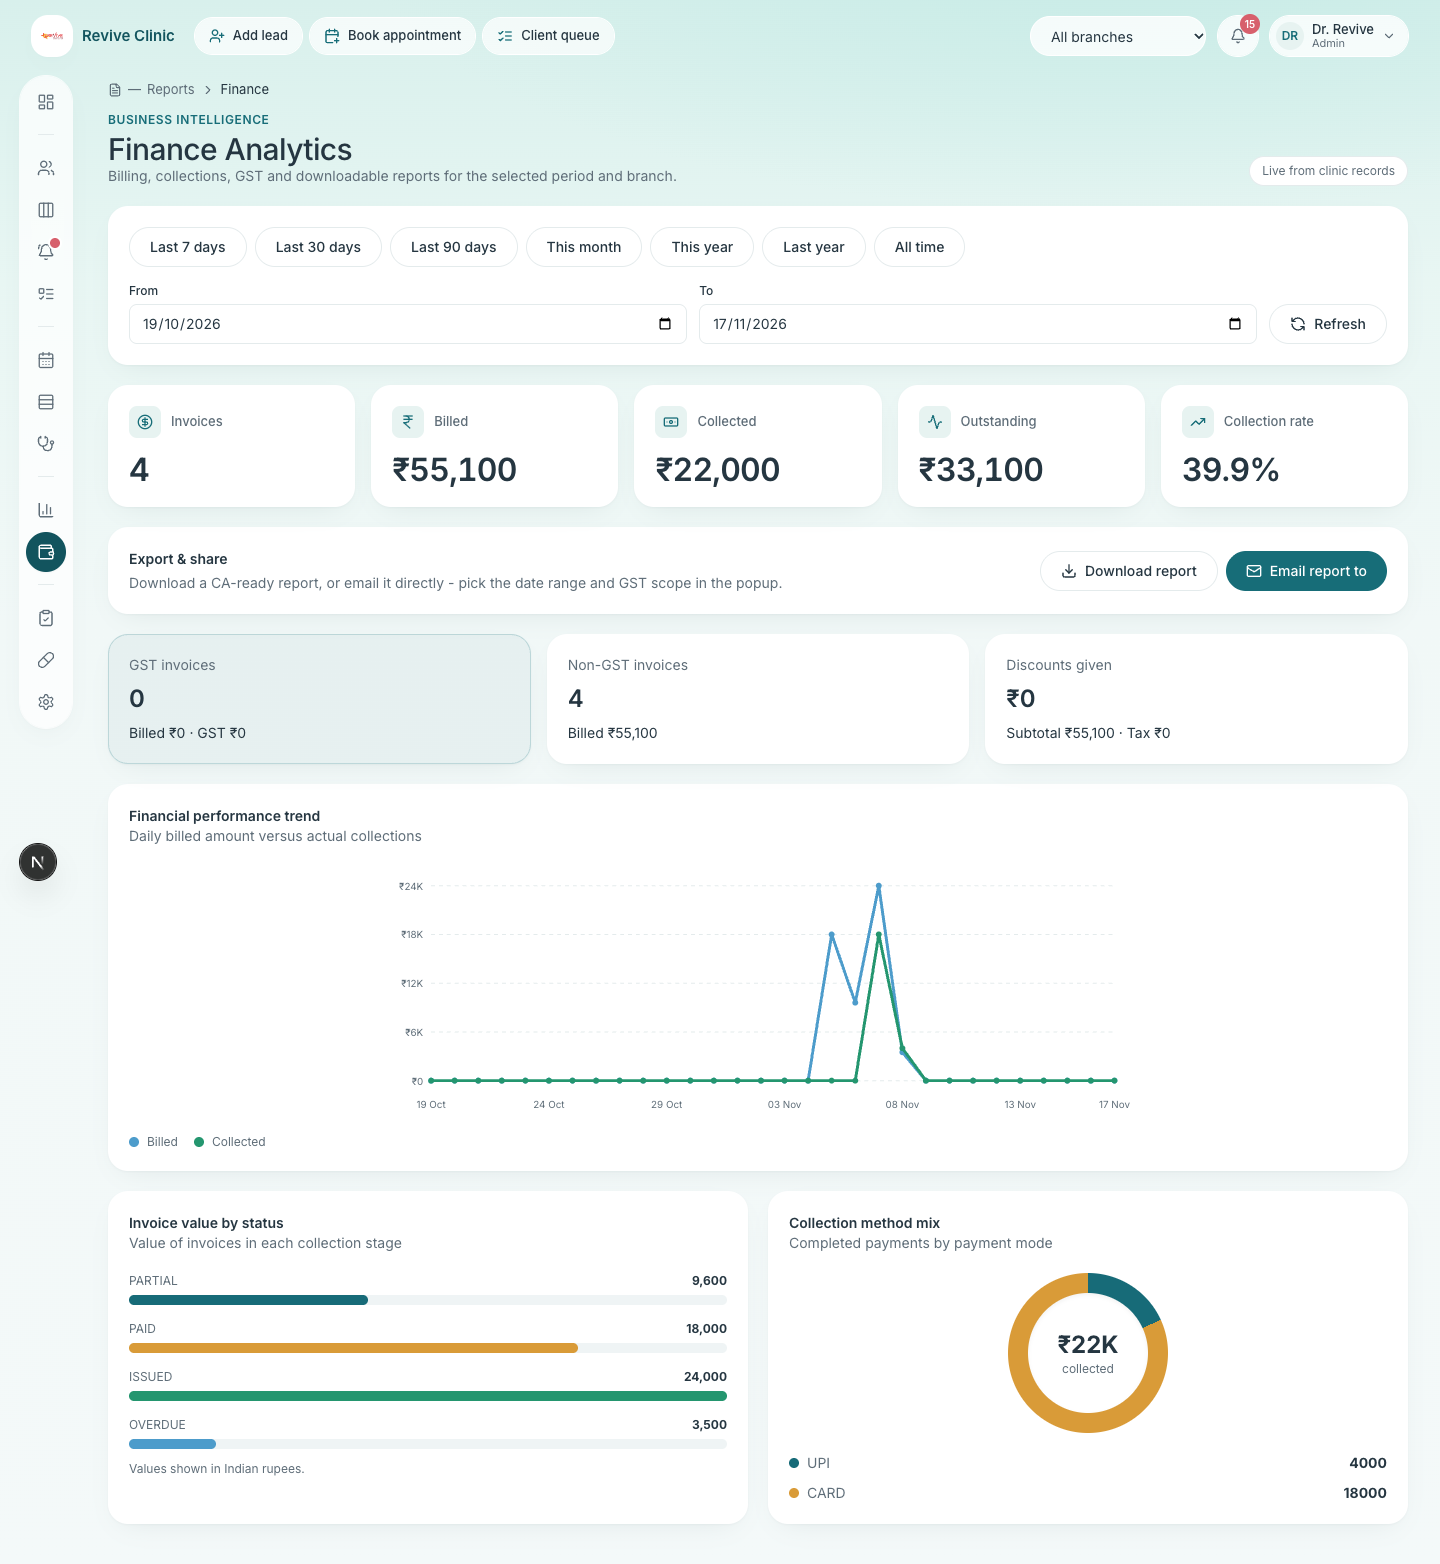 Revive Clinic
Add lead
Book appointment
Client queue
All branches
15
DR
Dr. Revive
Admin
— Reports > Finance
BUSINESS INTELLIGENCE
Finance Analytics
Billing, collections, GST and downloadable reports for the selected period and branch.
Live from clinic records
Last 7 days
Last 30 days
Last 90 days
This month
This year
Last year
All time
From
19/10/2026
To
17/11/2026
Refresh
Invoices
4
Billed
₹55,100
Collected
₹22,000
Outstanding
₹33,100
Collection rate
39.9%
Export & share
Download a CA-ready report, or email it directly - pick the date range and GST scope in the popup.
Download report
Email report to
GST invoices
0
Billed ₹0 · GST ₹0
Non-GST invoices
4
Billed ₹55,100
Discounts given
₹0
Subtotal ₹55,100 · Tax ₹0
N
Financial performance trend
Daily billed amount versus actual collections
₹24K
₹18K
₹12K
₹6K
₹0
19 Oct 24 Oct 29 Oct 03 Nov 08 Nov 13 Nov 17 Nov
Billed
Collected
Invoice value by status
Value of invoices in each collection stage
PARTIAL 9,600
PAID 18,000
ISSUED 24,000
OVERDUE 3,500
Values shown in Indian rupees.
Collection method mix
Completed payments by payment mode
₹22K
collected
UPI 4000
CARD 18000